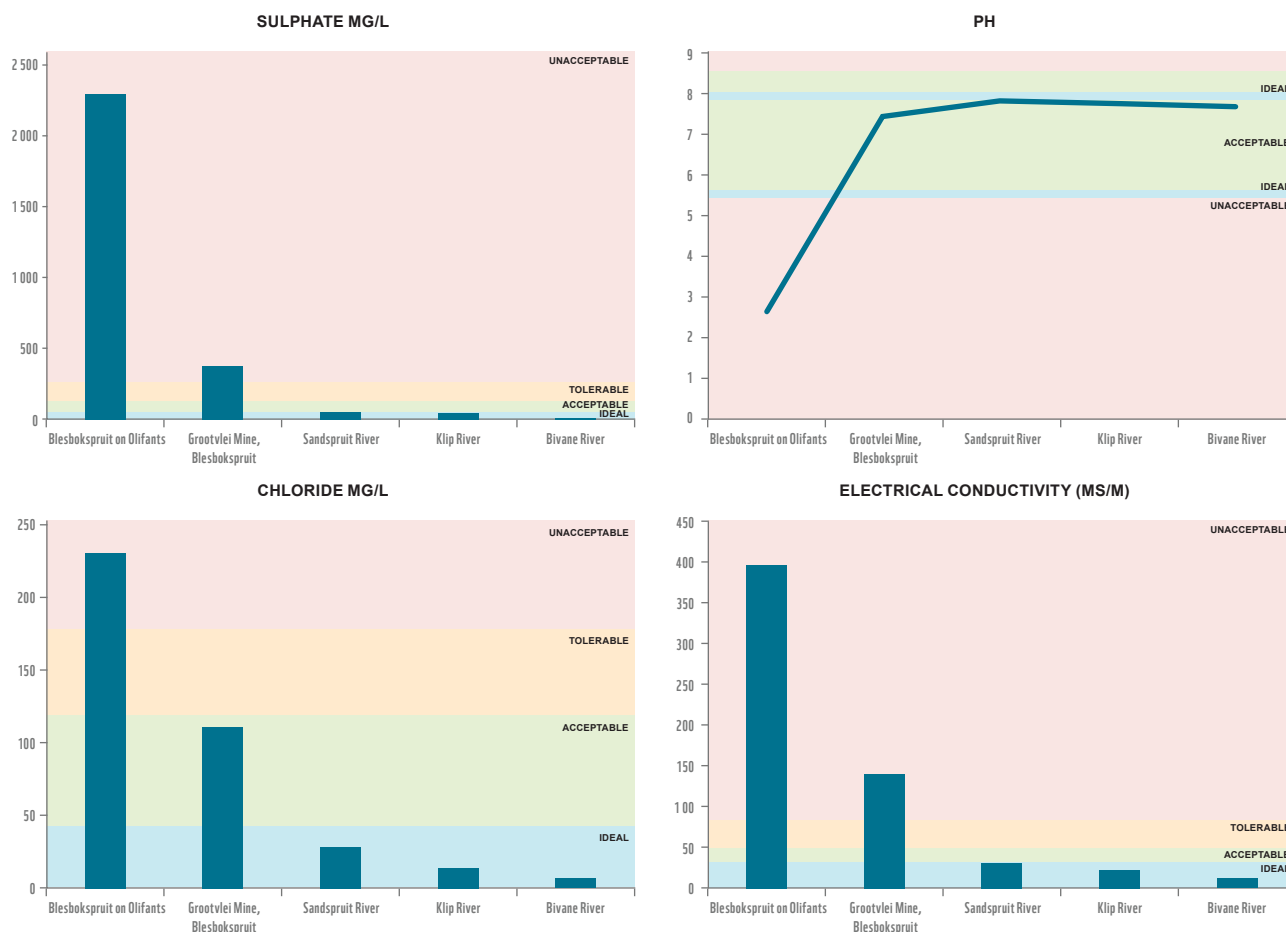 SULPHATE MG/L
2 500
2 000
1 500
1 000
500
0
UNACCEPTABLE
TOLERABLE
ACCEPTABLE
IDEAL
Blesbokspruit on Olifants
Grootvlei Mine,
Blesbokspruit
Sandspruit River
Klip River
Bivane River
PH
9
8
7
6
5
4
3
2
1
0
IDEAL
ACCEPTABLE
IDEAL
UNACCEPTABLE
Blesbokspruit on Olifants
Grootvlei Mine,
Blesbokspruit
Sandspruit River
Klip River
Bivane River
CHLORIDE MG/L
250
200
150
100
50
0
UNACCEPTABLE
TOLERABLE
ACCEPTABLE
IDEAL
Blesbokspruit on Olifants
Grootvlei Mine,
Blesbokspruit
Sandspruit River
Klip River
Bivane River
ELECTRICAL CONDUCTIVITY (MS/M)
450
400
350
300
250
200
150
100
50
0
UNACCEPTABLE
TOLERABLE
ACCEPTABLE
IDEAL
Blesbokspruit on Olifants
Grootvlei Mine,
Blesbokspruit
Sandspruit River
Klip River
Bivane River